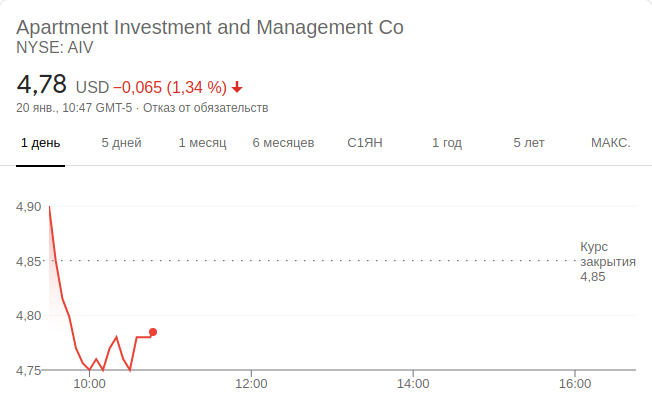 Apartment Investment and Management Co
NYSE: AIV
4,78 USD −0,065 (1,34 %)
20 янв., 10:47 GMT-5 · Отказ от обязательств
1 день 5 дней 1 месяц 6 месяцев С1ЯН 1 год 5 лет МАКС.
4,90
Курс
4,85 закрытия
4,85
4,80
4,75
10:00 12:00 14:00 16:00